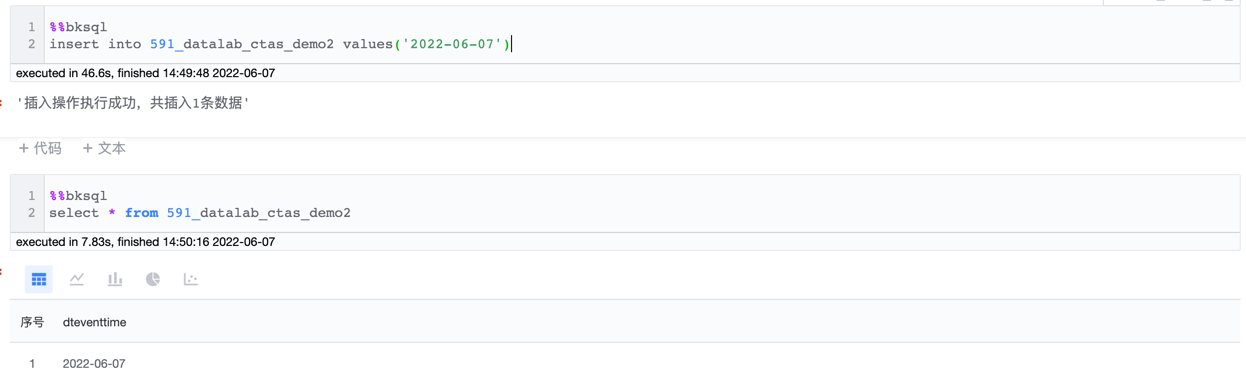 1 %%bksql
2 insert into 591_datalab_ctas_demo2 values('2022-06-07')
executed in 46.6s, finished 14:49:48 2022-06-07
'插入操作执行成功，共插入1条数据'
+ 代码 + 文本
1 %%bksql
2 select * from 591_datalab_ctas_demo2
executed in 7.83s, finished 14:50:16 2022-06-07
序号 dteventtime
1 2022-06-07